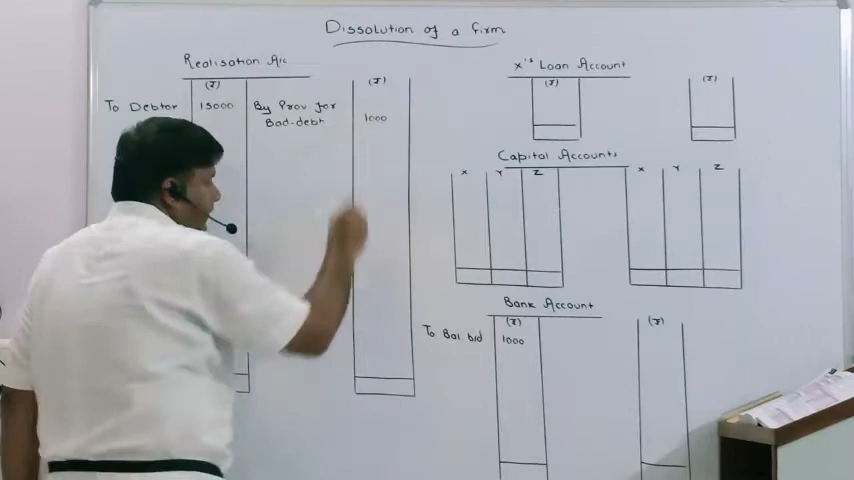 Dissolution of a firm
Realisation A/c
(₹) (₹)
To Debtor 15000 By Prov for
Bad-debt 1000
X's Loan Account
(₹) (₹)
Capital Accounts
X Y Z X Y Z
Bank Account
(₹) (₹)
To Bal b/d 1000